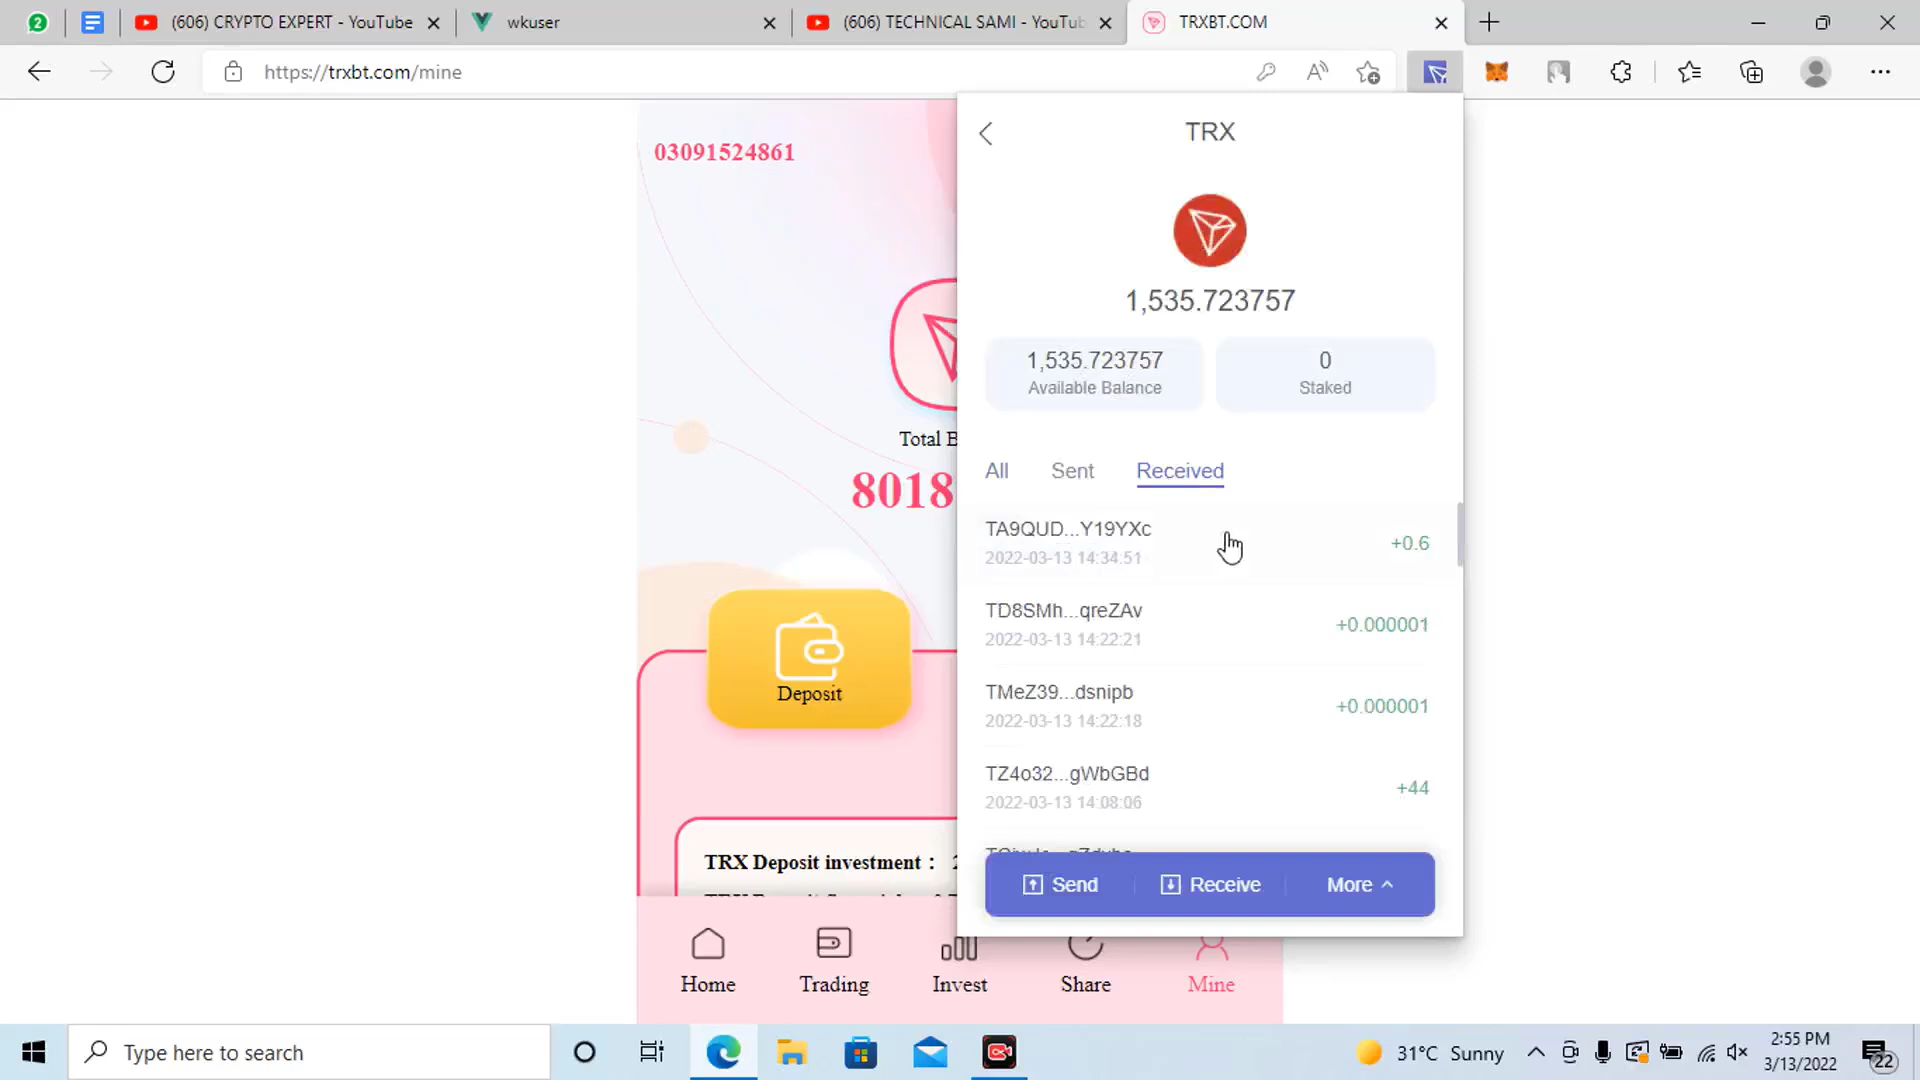 2
(606) CRYPTO EXPERT - YouTube
wkuser
(606) TECHNICAL SAMI - YouTub
TRXBT.COM
https://trxbt.com/mine
03091524861
Total B
8018
Deposit
TRX Deposit investment :
TRX
1,535.723757
1,535.723757
Available Balance
0
Staked
All Sent Received
TA9QUD...Y19YXc
2022-03-13 14:34:51
+0.6
TD8SMh...qreZAv
2022-03-13 14:22:21
+0.000001
TMeZ39...dsnipb
2022-03-13 14:22:18
+0.000001
TZ4o32...gWbGBd
2022-03-13 14:08:06
+44
Send Receive More
Home Trading Invest Share Mine
Type here to search
31°C Sunny
2:55 PM
3/13/2022
22